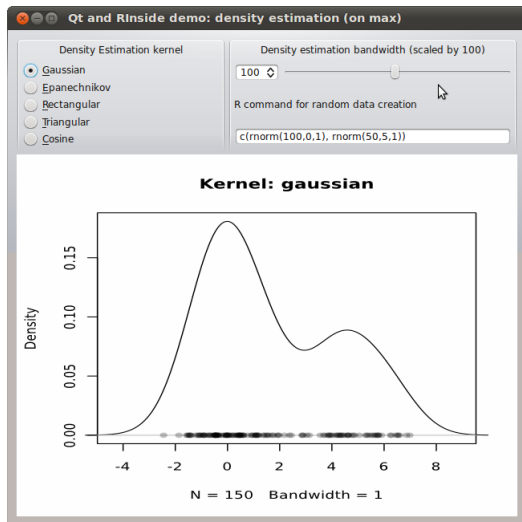 Qt and RInside demo: density estimation (on max)
Density Estimation kernel
Gaussian
Epanechnikov
Rectangular
Triangular
Cosine
Density estimation bandwidth (scaled by 100)
100
R command for random data creation
c(rnorm(100,0,1), rnorm(50,5,1))
Kernel: gaussian
Density
0.15
0.10
0.05
0.00
-4 -2 0 2 4 6 8
N = 150 Bandwidth = 1